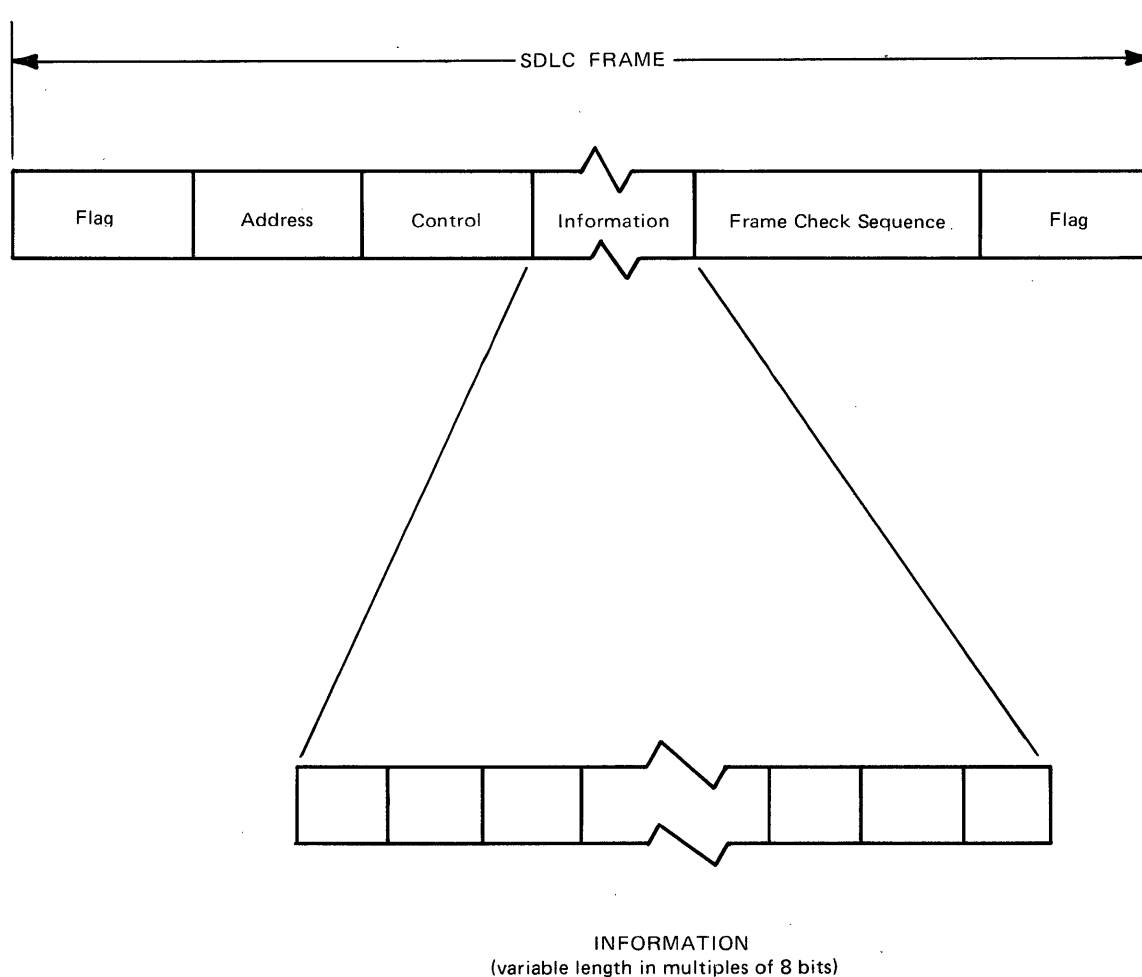 SDLC FRAME
Flag Address Control Information Frame Check Sequence Flag
INFORMATION
(variable length in multiples of 8 bits)